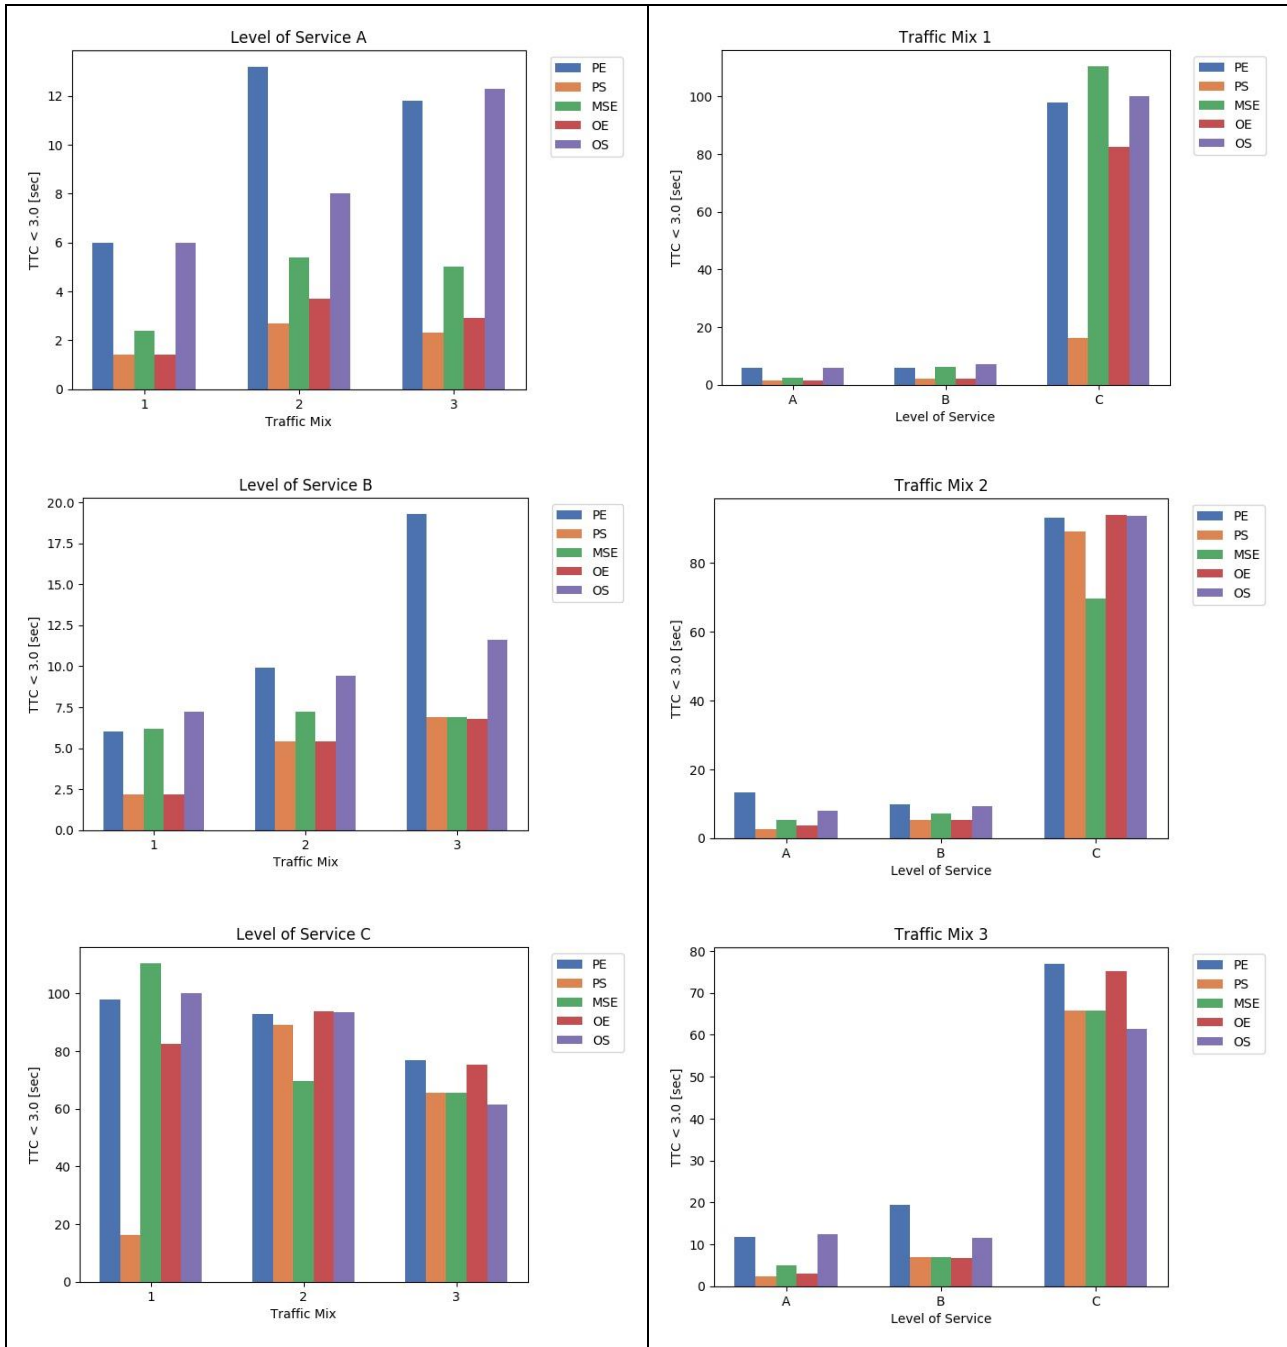 Level of Service A
TTC < 3.0 [sec]
12
10
8
6
4
2
0
1 2 3
Traffic Mix
PE
PS
MSE
OE
OS
Traffic Mix 1
TTC < 3.0 [sec]
100
80
60
40
20
0
A B C
Level of Service
PE
PS
MSE
OE
OS
Level of Service B
TTC < 3.0 [sec]
20.0
17.5
15.0
12.5
10.0
7.5
5.0
2.5
0.0
1 2 3
Traffic Mix
PE
PS
MSE
OE
OS
Traffic Mix 2
TTC < 3.0 [sec]
80
60
40
20
0
A B C
Level of Service
PE
PS
MSE
OE
OS
Level of Service C
TTC < 3.0 [sec]
100
80
60
40
20
0
1 2 3
Traffic Mix
PE
PS
MSE
OE
OS
Traffic Mix 3
TTC < 3.0 [sec]
80
70
60
50
40
30
20
10
0
A B C
Level of Service
PE
PS
MSE
OE
OS